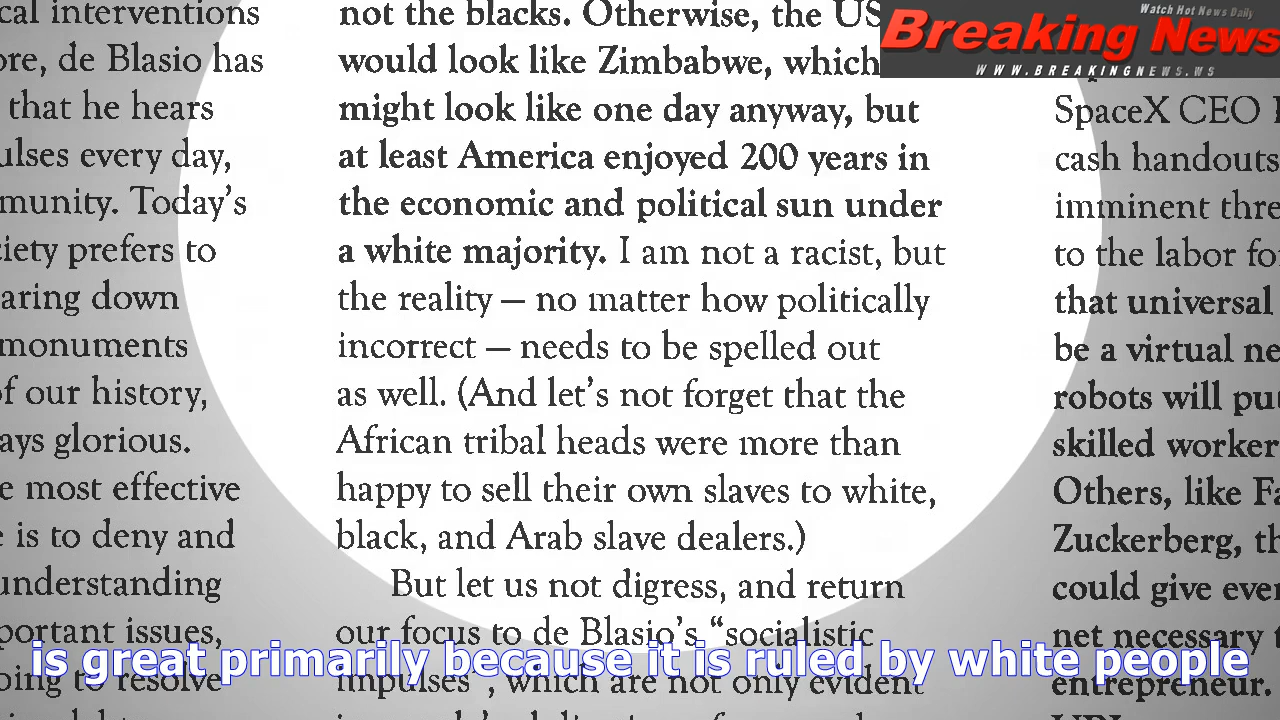 cal interventions
ore, de Blasio has
that he hears
ulses every day,
munity. Today's
ciety prefers to
aring down
monuments
of our history,
ays glorious.
e most effective
e is to deny and
understanding
portant issues,
oing to resolve
not the blacks. Otherwise, the US
would look like Zimbabwe, which
might look like one day anyway, but
at least America enjoyed 200 years in
the economic and political sun under
a white majority. I am not a racist, but
the reality — no matter how politically
incorrect — needs to be spelled out
as well. (And let's not forget that the
African tribal heads were more than
happy to sell their own slaves to white,
black, and Arab slave dealers.)
But let us not digress, and return
our focus to de Blasio's “socialistic
impulses”, which are not only evident
Watch Hot News Daily
Breaking News
WWW.BREAKINGNEWS.WS
SpaceX CEO
cash handouts
imminent thre
to the labor fo
that universal
be a virtual ne
robots will pu
skilled worker
Others, like Fa
Zuckerberg, th
could give ever
net necessary
entrepreneur.
is great primarily because it is ruled by white people